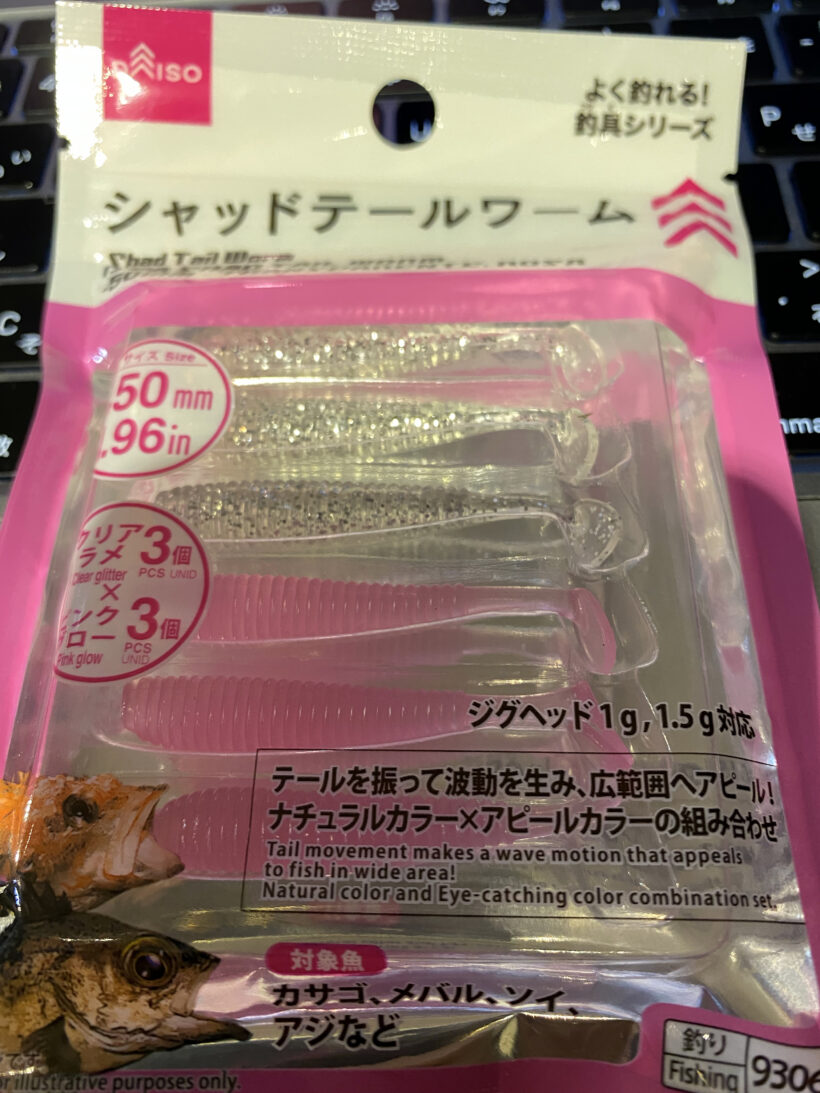 DAISO
よく釣れる!
釣具シリーズ
シャッドテールワーム
Shad Tail Worm
サイズ Size
50 mm
.96in
クリア
ラメ 3個
Clear glitter PCS UNID
×
ンク
グロー 3個
Pink glow PCS UNID
ジグヘッド1g,1.5g対応
テールを振って波動を生み、広範囲へアピール!
ナチュラルカラー×アピールカラーの組み合わせ
Tail movement makes a wave motion that appeals
to fish in wide area!
Natural color and Eye-catching color combination set.
対象魚
カサゴ、メバル、ソイ、
アジなど
です
or illustrative purposes only.
釣り
Fishing
9306